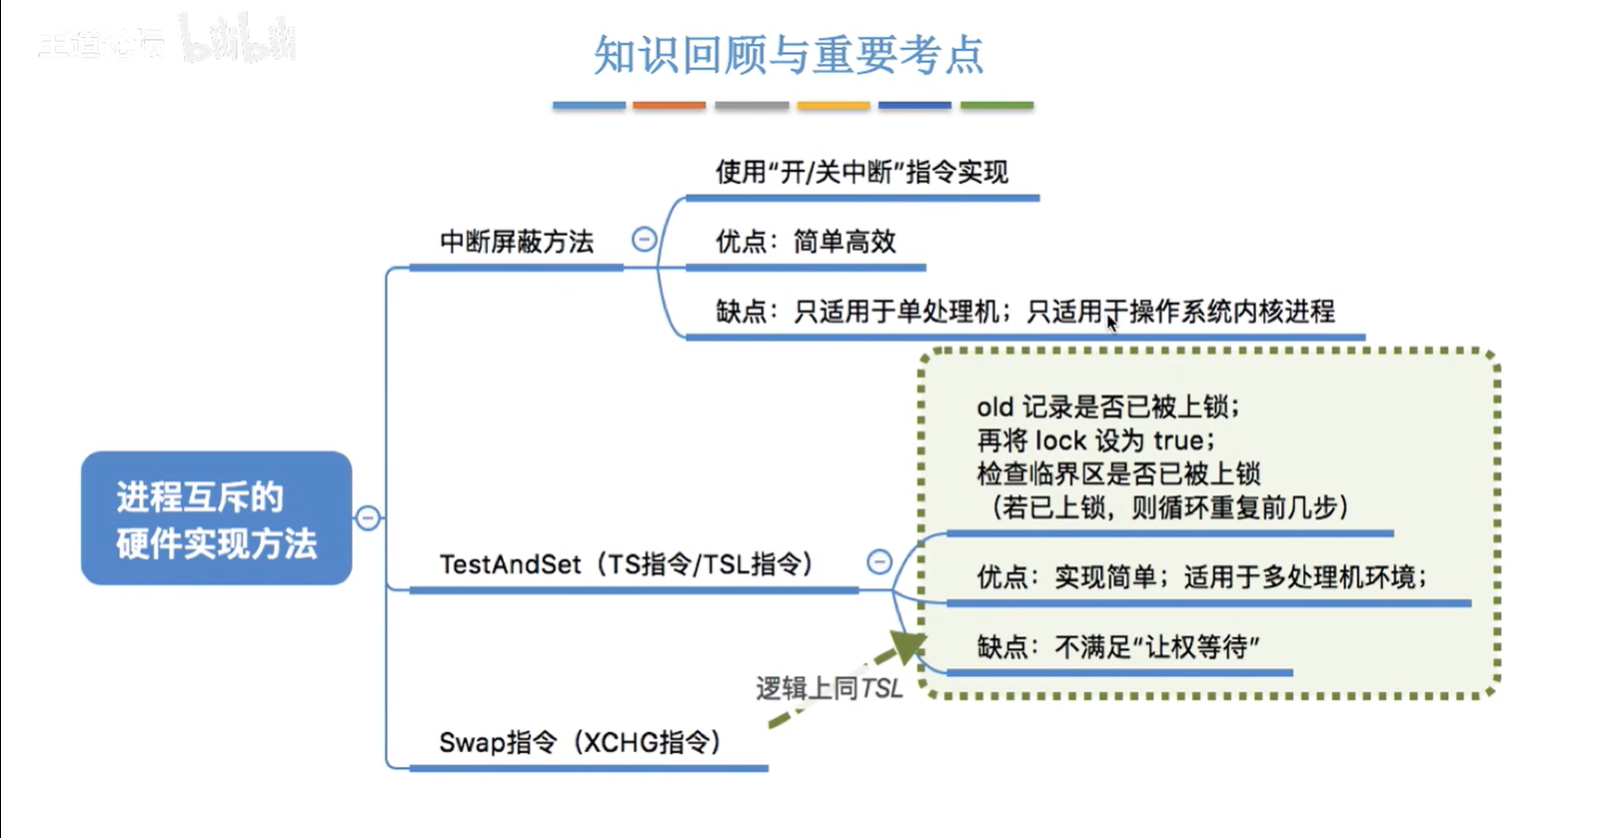 王道论坛 bilibili
知识回顾与重要考点
使用“开/关中断”指令实现
中断屏蔽方法
优点：简单高效
缺点：只适用于单处理机；只适用于操作系统内核进程
进程互斥的
硬件实现方法
TestAndSet（TS指令/TSL指令）
old 记录是否已被上锁；
再将 lock 设为 true；
检查临界区是否已被上锁
（若已上锁，则循环重复前几步）
优点：实现简单；适用于多处理机环境；
缺点：不满足“让权等待”
逻辑上同TSL
Swap指令（XCHG指令）